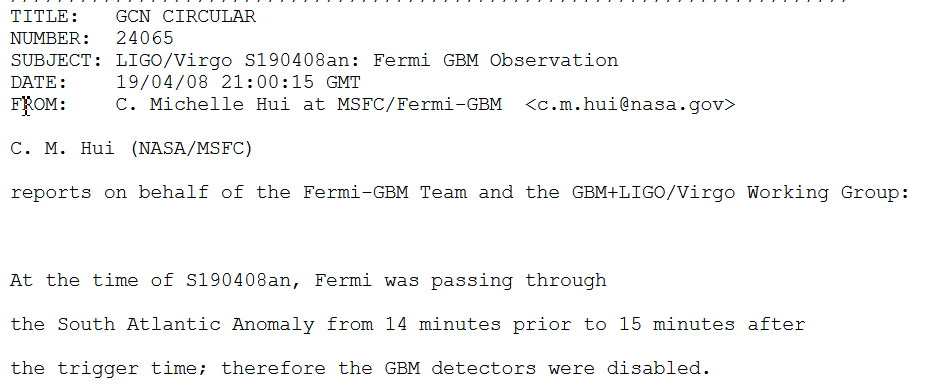 TITLE: GCN CIRCULAR
NUMBER: 24065
SUBJECT: LIGO/Virgo S190408an: Fermi GBM Observation
DATE: 19/04/08 21:00:15 GMT
FROM: C. Michelle Hui at MSFC/Fermi-GBM <c.m.hui@nasa.gov>
C. M. Hui (NASA/MSFC)
reports on behalf of the Fermi-GBM Team and the GBM+LIGO/Virgo Working Group:
At the time of S190408an, Fermi was passing through
the South Atlantic Anomaly from 14 minutes prior to 15 minutes after
the trigger time; therefore the GBM detectors were disabled.